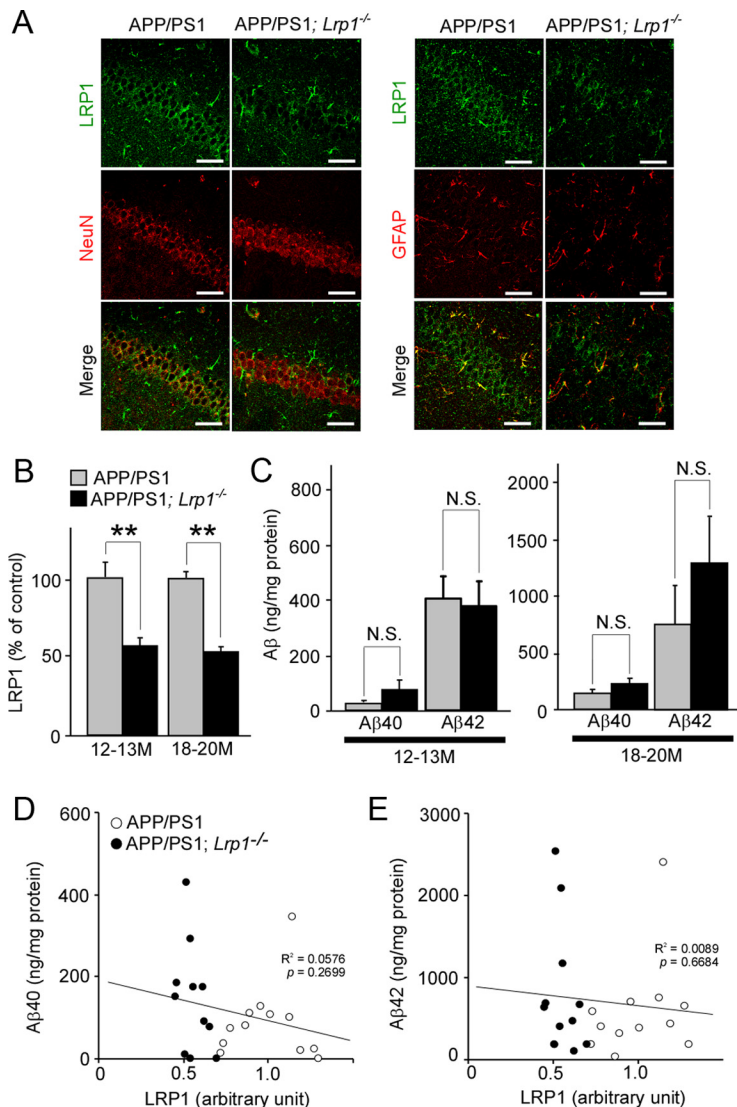 A
APP/PS1
APP/PS1; Lrp1-/-
APP/PS1
APP/PS1; Lrp1-/-
LRP1
LRP1
NeuN
GFAP
Merge
Merge
B
APP/PS1
APP/PS1; Lrp1-/-
**
**
LRP1 (% of control)
100
50
0
12-13M
18-20M
C
Aβ (ng/mg protein)
800
600
400
200
0
N.S.
N.S.
Aβ40
Aβ42
12-13M
2000
1500
1000
500
0
N.S.
N.S.
Aβ40
Aβ42
18-20M
D
APP/PS1
APP/PS1; Lrp1-/-
Aβ40 (ng/mg protein)
600
400
200
0
R2 = 0.0576
p = 0.2699
0
0.5
1.0
LRP1 (arbitrary unit)
E
Aβ42 (ng/mg protein)
3000
2000
1000
0
R2 = 0.0089
p = 0.6684
0
0.5
1.0
LRP1 (arbitrary unit)